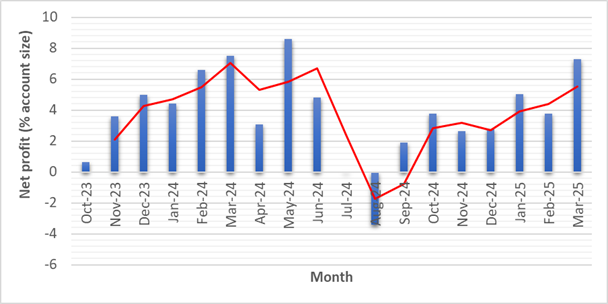 Net profit (% account size)
10
8
6
4
2
0
-2
-4
-6
Oct-23
Nov-23
Dec-23
Jan-24
Feb-24
Mar-24
Apr-24
May-24
Jun-24
Jul-24
Aug-24
Sep-24
Oct-24
Nov-24
Dec-24
Jan-25
Feb-25
Mar-25
Month